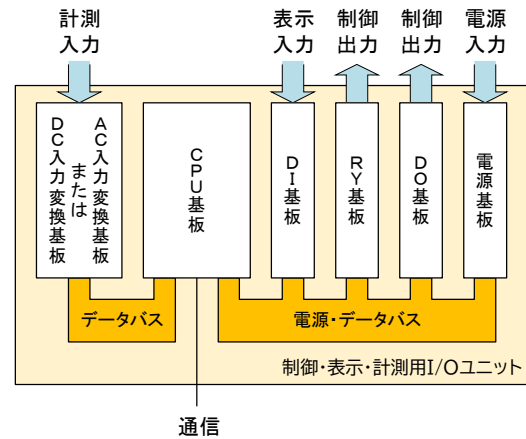 計測
入力
表示
入力
制御
出力
制御
出力
電源
入力
AC入力変換基板
または
DC入力変換基板
CPU基板
DI基板
RY基板
DO基板
電源基板
データバス
電源・データバス
制御・表示・計測用I/Oユニット
通信